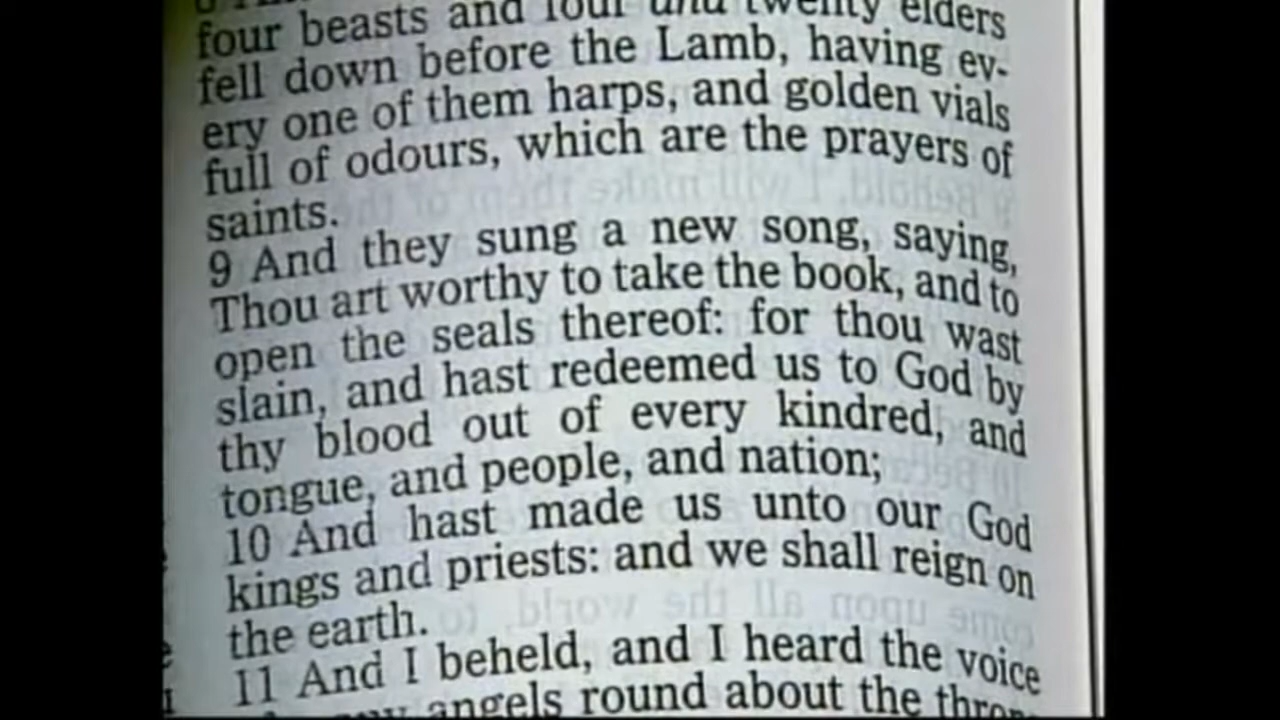 four beasts and four and twenty elders
fell down before the Lamb, having ev-
ery one of them harps, and golden vials
full of odours, which are the prayers of
saints.
9 And they sung a new song, saying,
Thou art worthy to take the book, and to
open the seals thereof: for thou wast
slain, and hast redeemed us to God by
thy blood out of every kindred, and
tongue, and people, and nation;
10 And hast made us unto our God
kings and priests: and we shall reign on
the earth.
11 And I beheld, and I heard the voice
angels round about the